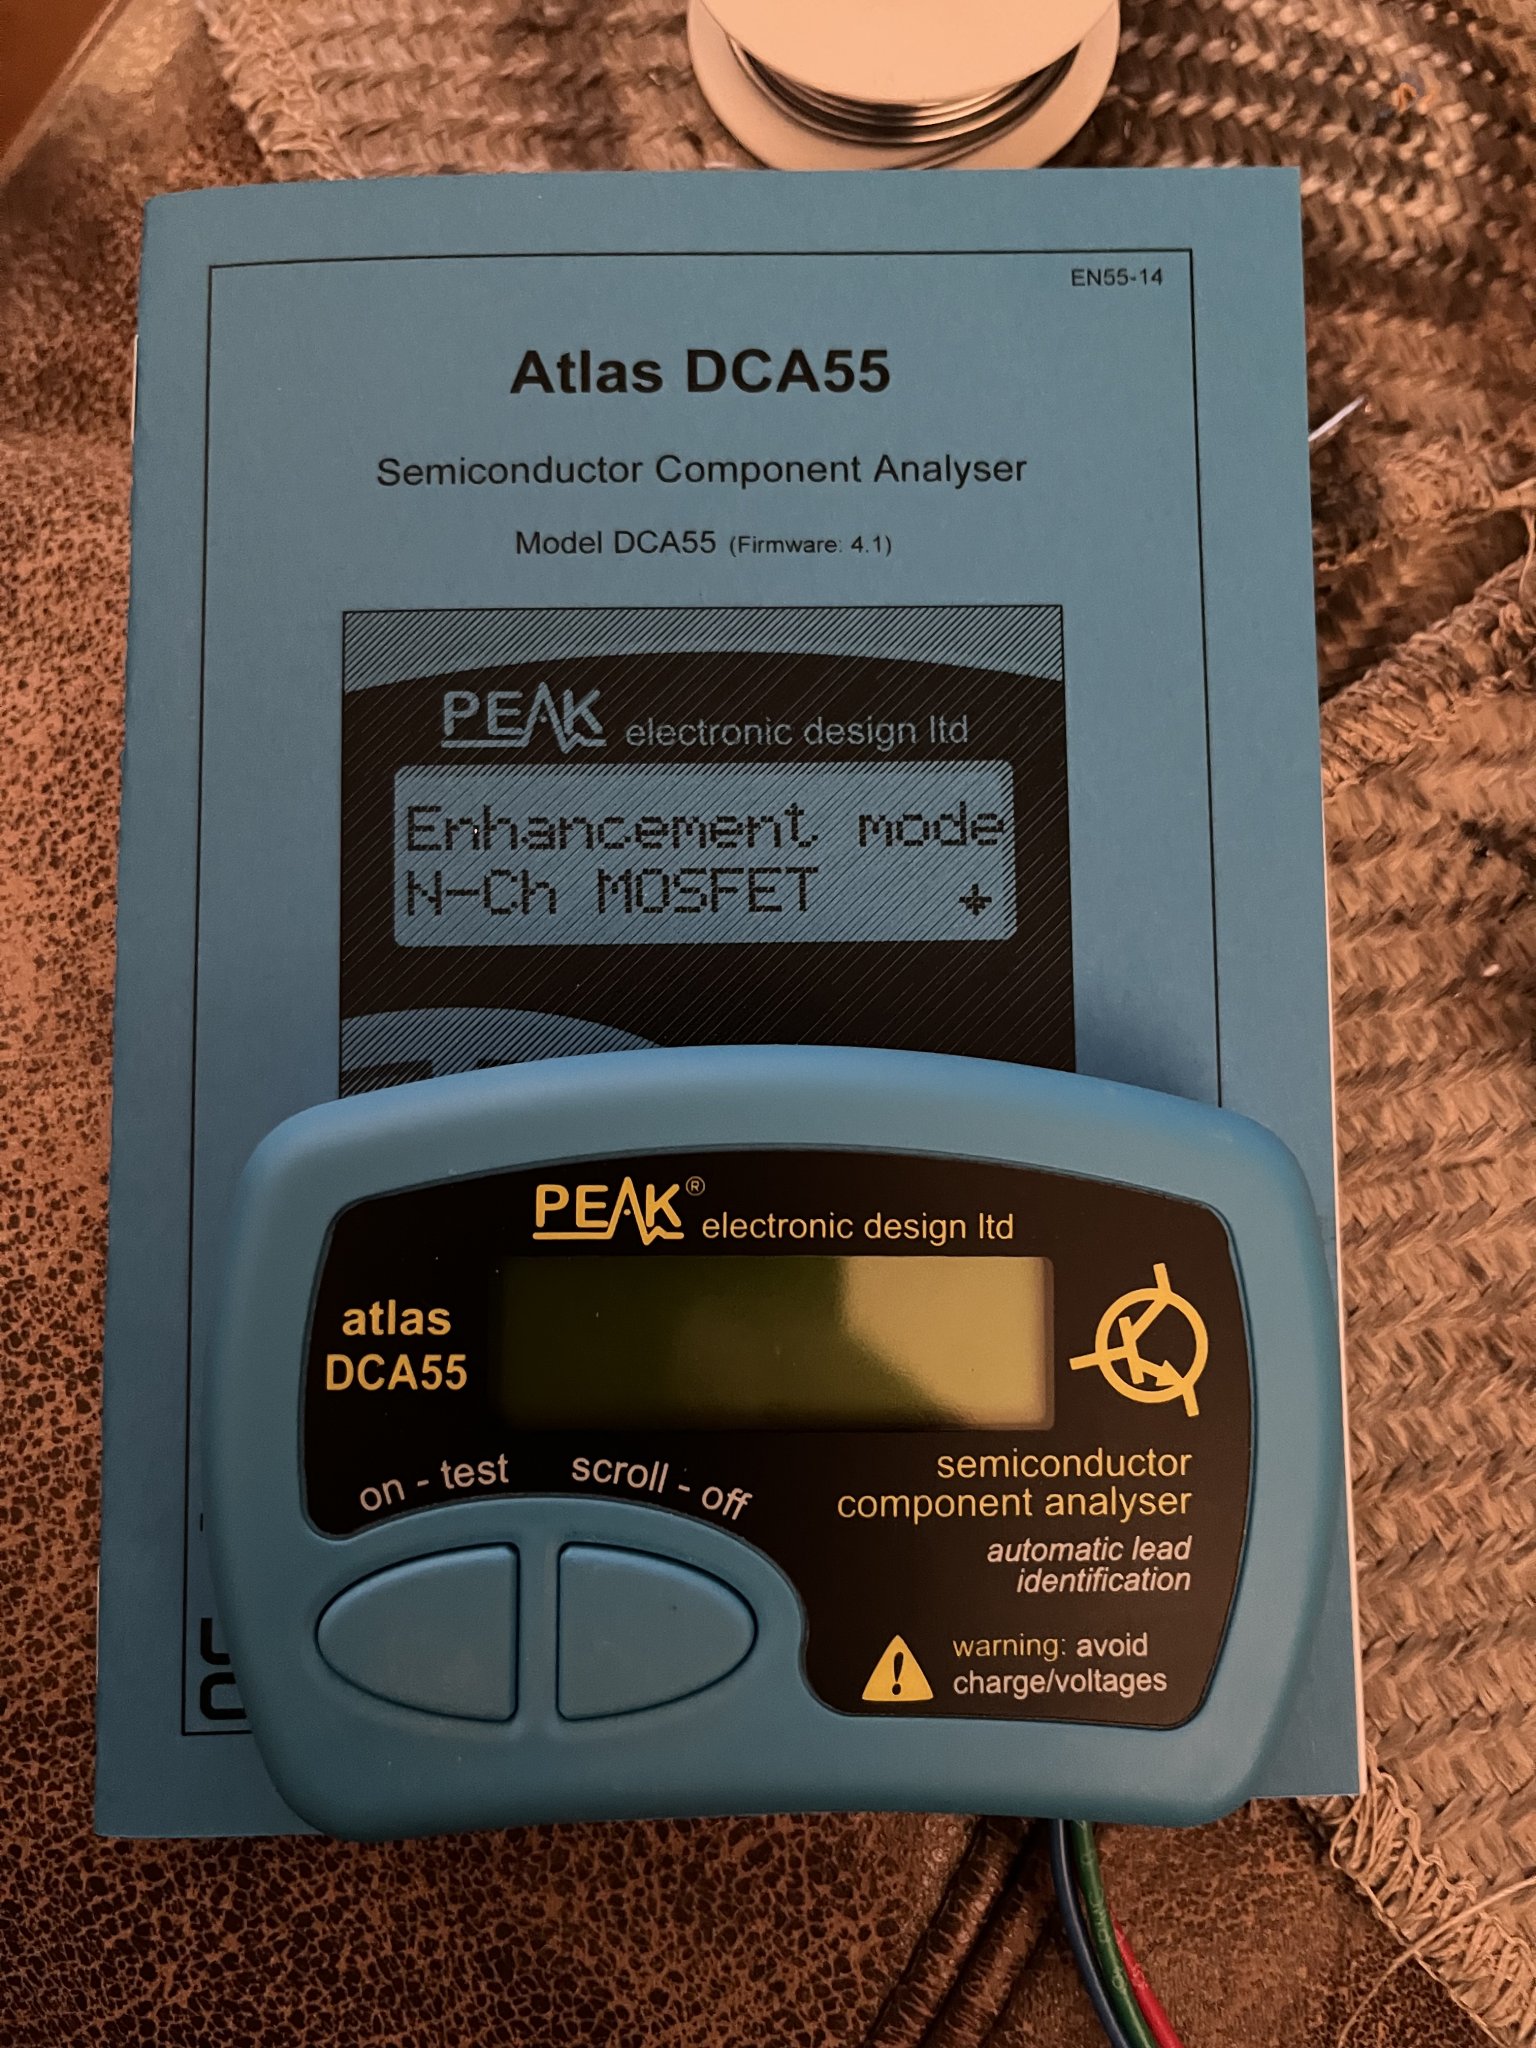 EN55-14
Atlas DCA55
Semiconductor Component Analyser
Model DCA55 (Firmware: 4.1)
PEAK electronic design ltd
Enhancement mode
N-Ch MOSFET
PEAK® electronic design ltd
atlas
DCA55
on - test scroll - off
semiconductor
component analyser
automatic lead
identification
warning: avoid
charge/voltages